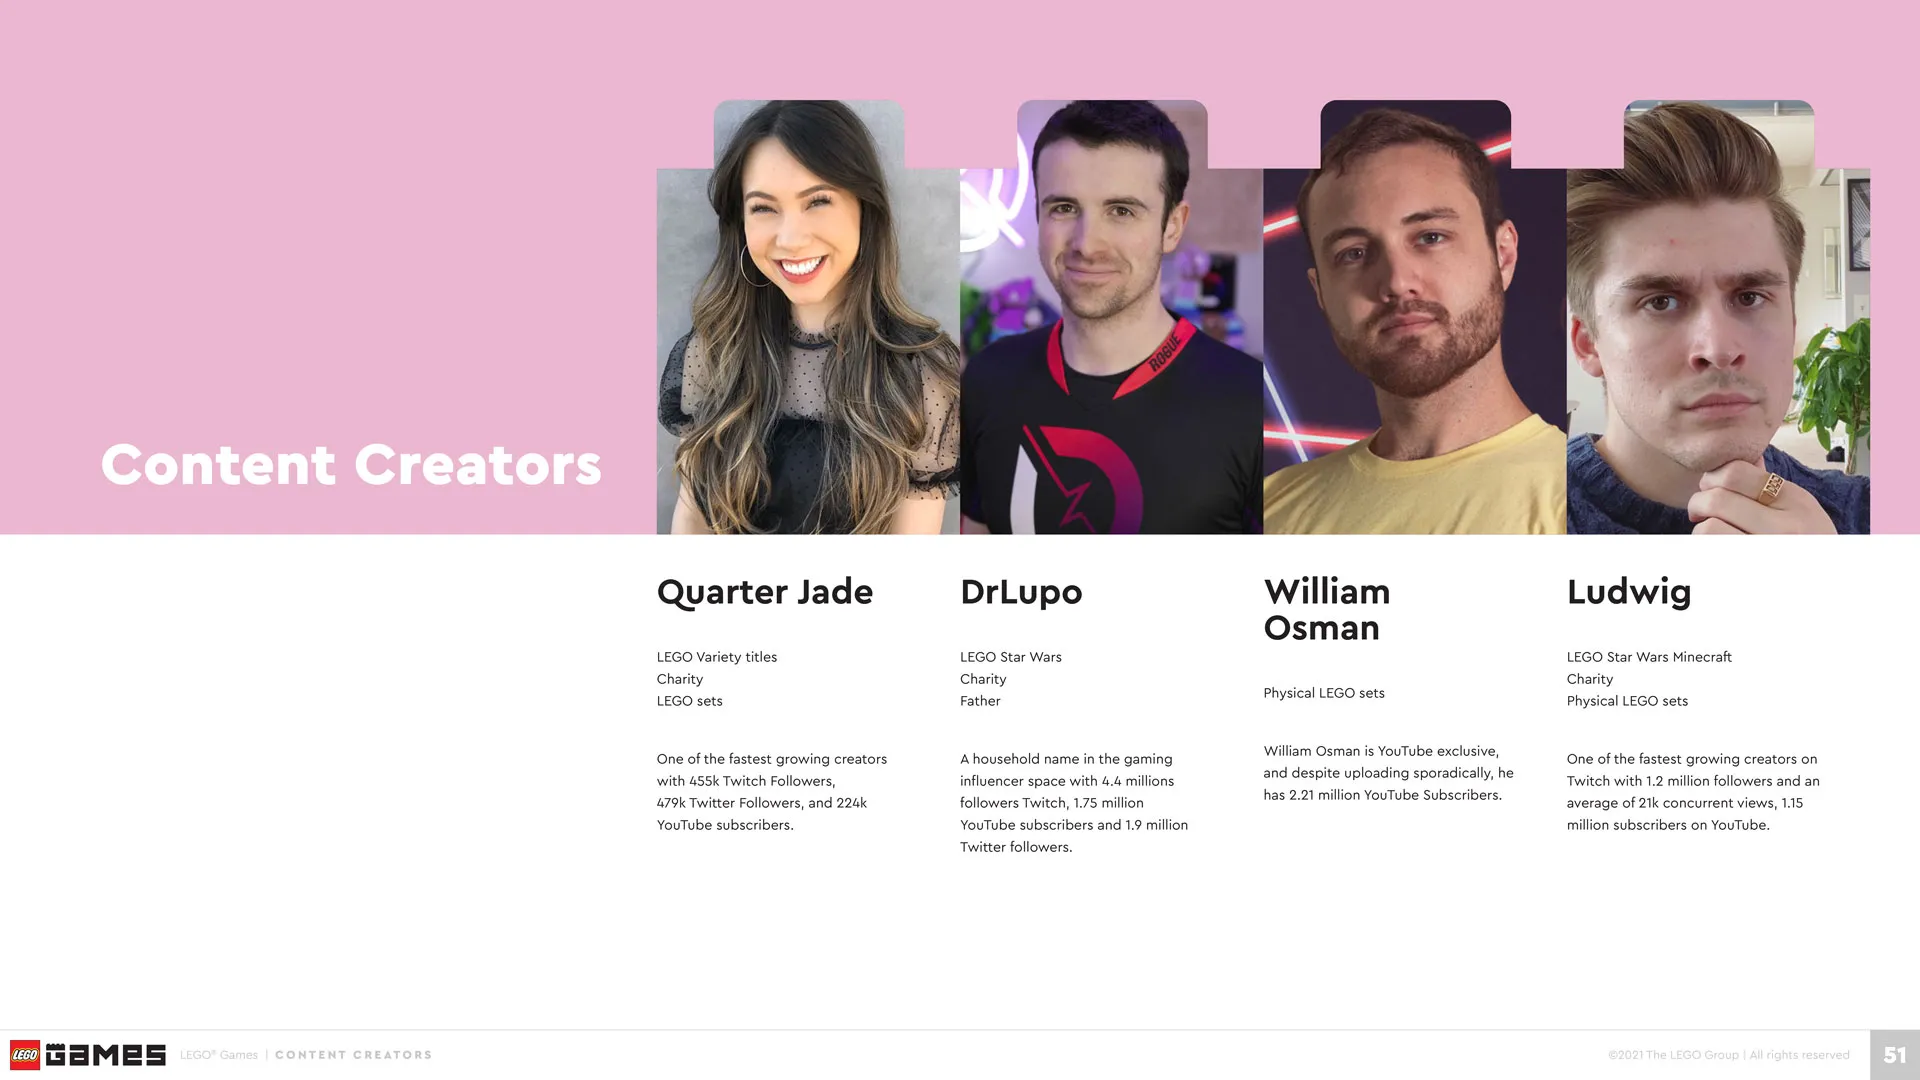 ROGUE
Content Creators
Quarter Jade
LEGO Variety titles
Charity
LEGO sets
One of the fastest growing creators
with 455k Twitch Followers,
479k Twitter Followers, and 224k
YouTube subscribers.
DrLupo
LEGO Star Wars
Charity
Father
A household name in the gaming
influencer space with 4.4 millions
followers Twitch, 1.75 million
YouTube subscribers and 1.9 million
Twitter followers.
William
Osman
Physical LEGO sets
William Osman is YouTube exclusive,
and despite uploading sporadically, he
has 2.21 million YouTube Subscribers.
Ludwig
LEGO Star Wars Minecraft
Charity
Physical LEGO sets
One of the fastest growing creators on
Twitch with 1.2 million followers and an
average of 21k concurrent views, 1.15
million subscribers on YouTube.
LEGO GAMES
LEGO® Games | CONTENT CREATORS
©2021 The LEGO Group | All rights reserved
51